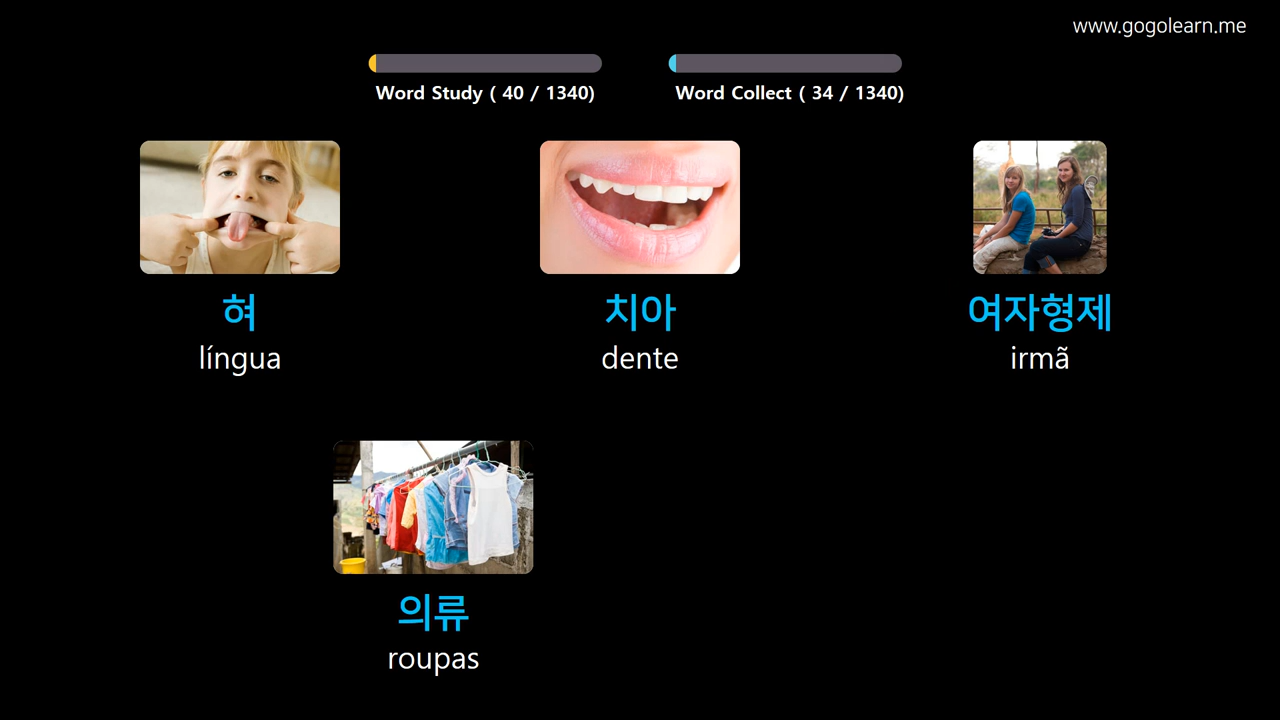 www.gogolearn.me
Word Study ( 40 / 1340)
Word Collect ( 34 / 1340)
혀
língua
치아
dente
여자형제
irmã
의류
roupas